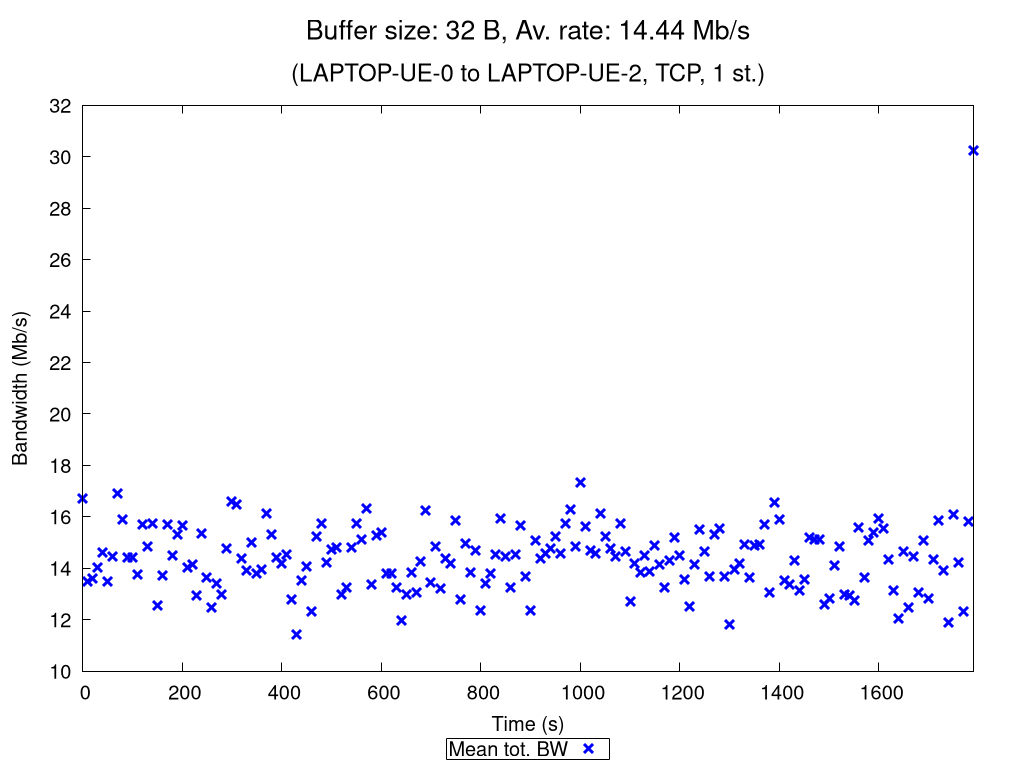 Buffer size: 32 B, Av. rate: 14.44 Mb/s
(LAPTOP-UE-0 to LAPTOP-UE-2, TCP, 1 st.)
32
30
28
26
24
22
20
18
16
14
12
10
Bandwidth (Mb/s)
0 200 400 600 800 1000 1200 1400 1600
Time (s)
Mean tot. BW